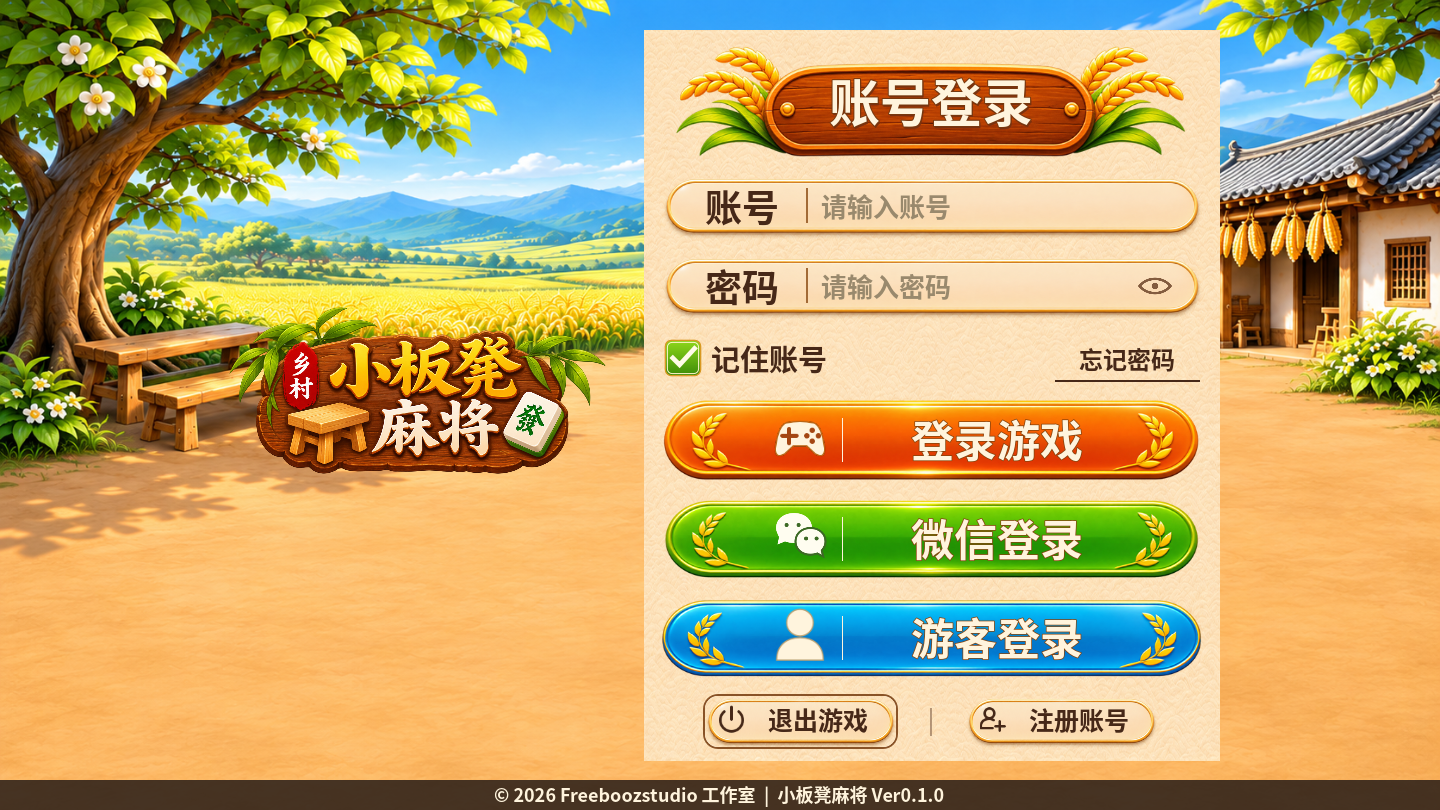 账号登录
账号 请输入账号
密码 请输入密码
记住账号 忘记密码
乡村
小板凳
麻将
發
登录游戏
微信登录
游客登录
退出游戏 | 注册账号
© 2026 Freeboozstudio 工作室 | 小板凳麻将 Ver0.1.0